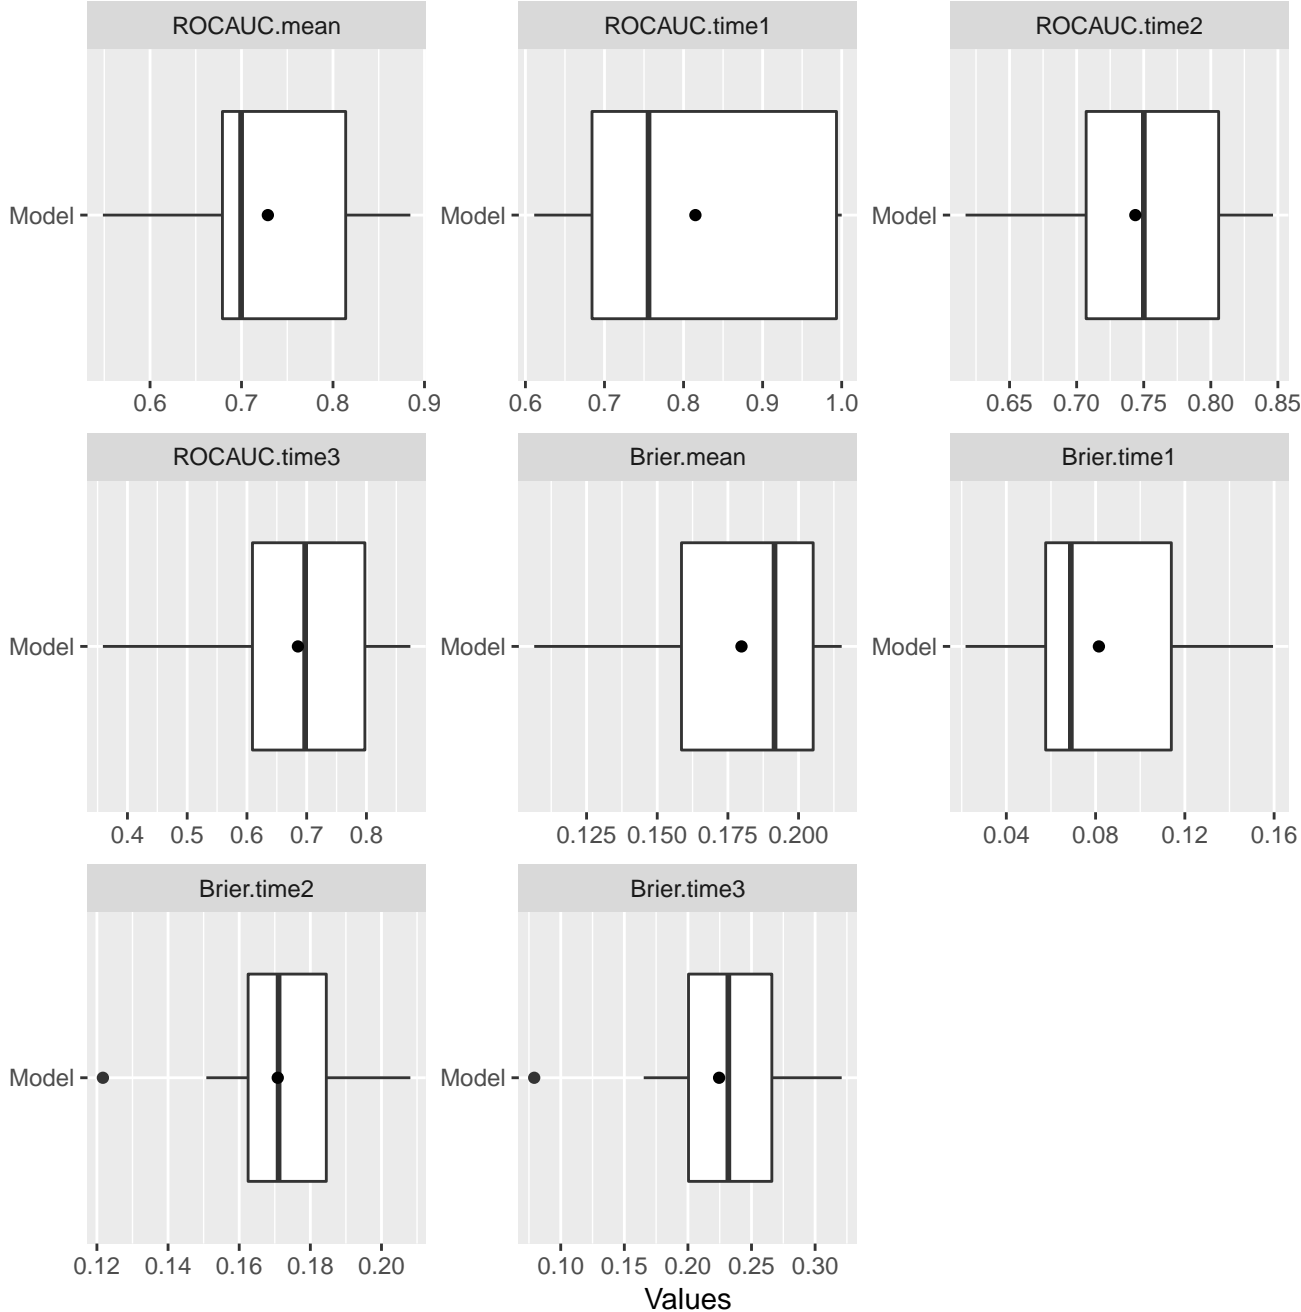 ROCAUC.mean ROCAUC.time1 ROCAUC.time2
Model Model Model
0.6 0.7 0.8 0.9 0.6 0.7 0.8 0.9 1.0 0.65 0.70 0.75 0.80 0.85
ROCAUC.time3 Brier.mean Brier.time1
Model Model Model
0.4 0.5 0.6 0.7 0.8 0.125 0.150 0.175 0.200 0.04 0.08 0.12 0.16
Brier.time2 Brier.time3
Model Model
0.12 0.14 0.16 0.18 0.20 0.10 0.15 0.20 0.25 0.30
Values